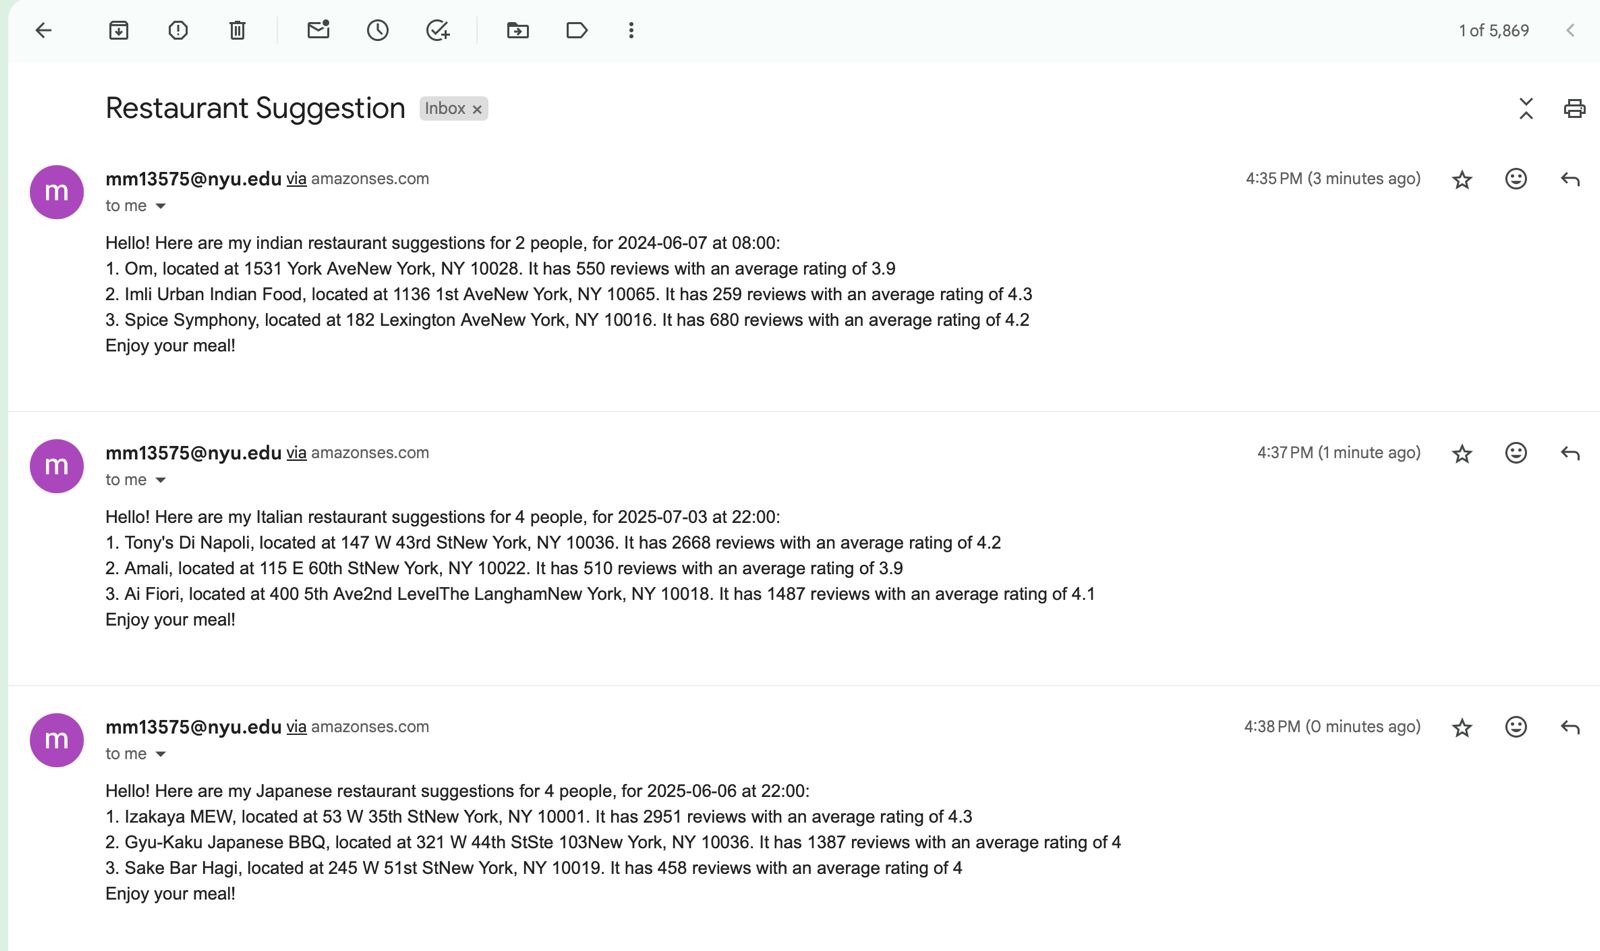 1 of 5,869
Restaurant Suggestion Inbox ×
m
mm13575@nyu.edu via amazonses.com 4:35 PM (3 minutes ago)
to me
Hello! Here are my indian restaurant suggestions for 2 people, for 2024-06-07 at 08:00:
1. Om, located at 1531 York AveNew York, NY 10028. It has 550 reviews with an average rating of 3.9
2. Imli Urban Indian Food, located at 1136 1st AveNew York, NY 10065. It has 259 reviews with an average rating of 4.3
3. Spice Symphony, located at 182 Lexington AveNew York, NY 10016. It has 680 reviews with an average rating of 4.2
Enjoy your meal!
m
mm13575@nyu.edu via amazonses.com 4:37 PM (1 minute ago)
to me
Hello! Here are my Italian restaurant suggestions for 4 people, for 2025-07-03 at 22:00:
1. Tony's Di Napoli, located at 147 W 43rd StNew York, NY 10036. It has 2668 reviews with an average rating of 4.2
2. Amali, located at 115 E 60th StNew York, NY 10022. It has 510 reviews with an average rating of 3.9
3. Ai Fiori, located at 400 5th Ave2nd LevelThe LanghamNew York, NY 10018. It has 1487 reviews with an average rating of 4.1
Enjoy your meal!
m
mm13575@nyu.edu via amazonses.com 4:38 PM (0 minutes ago)
to me
Hello! Here are my Japanese restaurant suggestions for 4 people, for 2025-06-06 at 22:00:
1. Izakaya MEW, located at 53 W 35th StNew York, NY 10001. It has 2951 reviews with an average rating of 4.3
2. Gyu-Kaku Japanese BBQ, located at 321 W 44th StSte 103New York, NY 10036. It has 1387 reviews with an average rating of 4
3. Sake Bar Hagi, located at 245 W 51st StNew York, NY 10019. It has 458 reviews with an average rating of 4
Enjoy your meal!